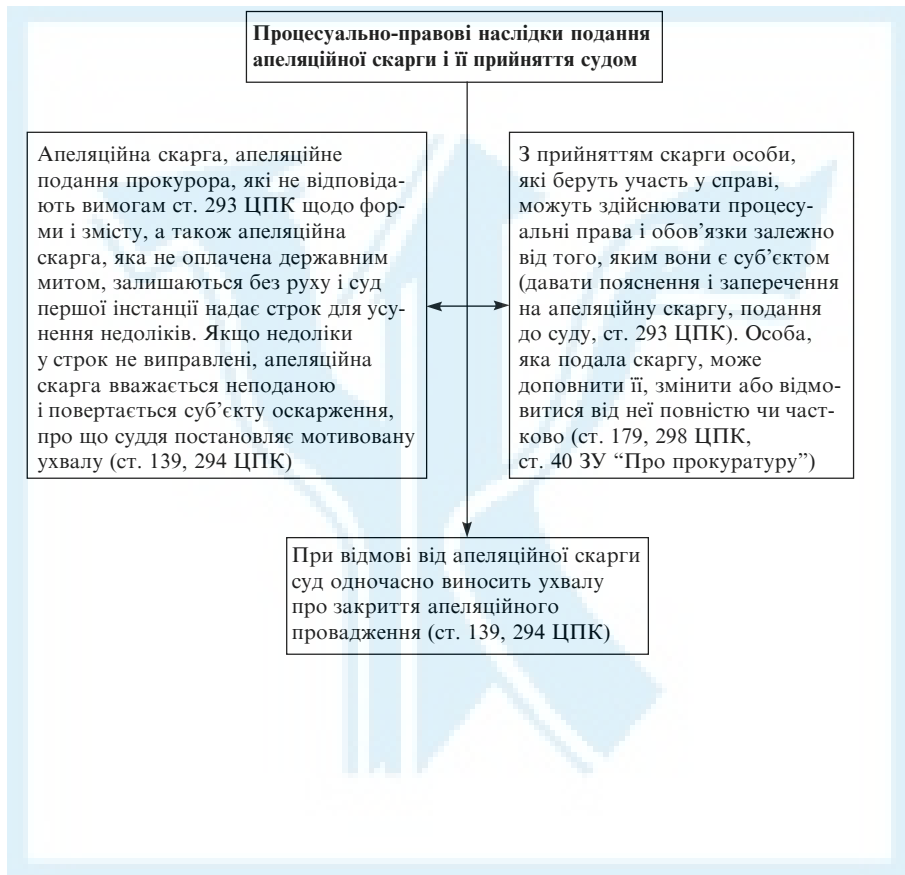 Процесуально-правові наслідки подання
апеляційної скарги і її прийняття судом
Апеляційна скарга, апеляційне
подання прокурора, які не відповіда-
ють вимогам ст. 293 ЦПК щодо фор-
ми і змісту, а також апеляційна
скарга, яка не оплачена державним
митом, залишаються без руху і суд
першої інстанції надає строк для усу-
нення недоліків. Якщо недоліки
у строк не виправлені, апеляційна
скарга вважається неподаною
і повертається суб’єкту оскарження,
про що суддя постановляє мотивовану
ухвалу (ст. 139, 294 ЦПК)
З прийняттям скарги особи,
які беруть участь у справі,
можуть здійснювати процесу-
альні права і обов’язки залежно
від того, яким вони є суб’єктом
(давати пояснення і заперечення
на апеляційну скаргу, подання
до суду, ст. 293 ЦПК). Особа,
яка подала скаргу, може
доповнити її, змінити або відмо-
витися від неї повністю чи част-
ково (ст. 179, 298 ЦПК,
ст. 40 ЗУ “Про прокуратуру”)
При відмові від апеляційної скарги
суд одночасно виносить ухвалу
про закриття апеляційного
провадження (ст. 139, 294 ЦПК)